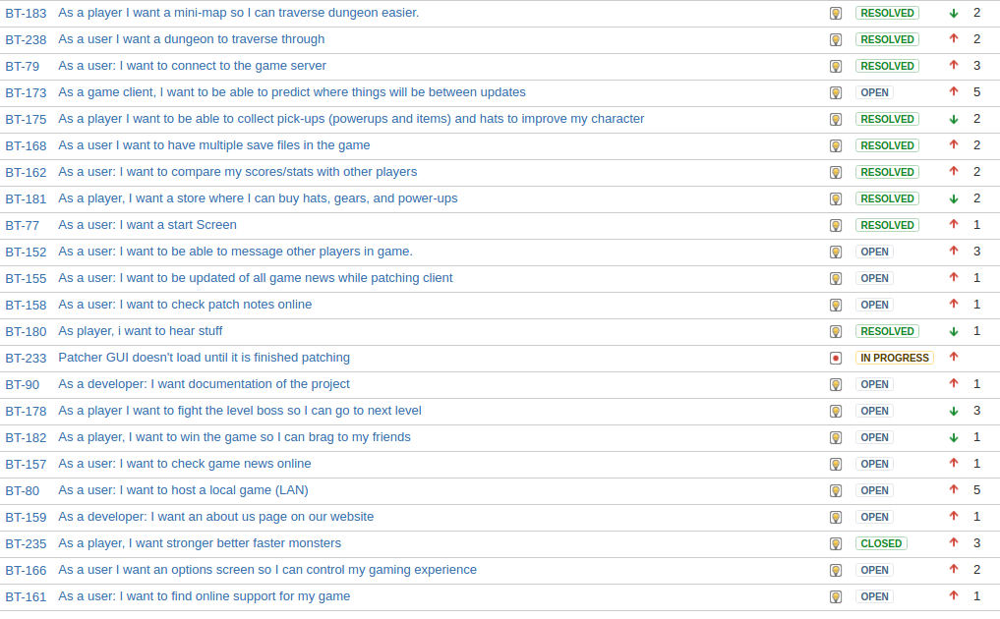 BT-183 As a player I want a mini-map so I can traverse dungeon easier. RESOLVED 2
BT-238 As a user I want a dungeon to traverse through RESOLVED 2
BT-79 As a user: I want to connect to the game server RESOLVED 3
BT-173 As a game client, I want to be able to predict where things will be between updates OPEN 5
BT-175 As a player I want to be able to collect pick-ups (powerups and items) and hats to improve my character RESOLVED 2
BT-168 As a user I want to have multiple save files in the game RESOLVED 2
BT-162 As a user: I want to compare my scores/stats with other players RESOLVED 2
BT-181 As a player, I want a store where I can buy hats, gears, and power-ups RESOLVED 2
BT-77 As a user: I want a start Screen RESOLVED 1
BT-152 As a user: I want to be able to message other players in game. OPEN 3
BT-155 As a user: I want to be updated of all game news while patching client OPEN 1
BT-158 As a user: I want to check patch notes online OPEN 1
BT-180 As player, i want to hear stuff RESOLVED 1
BT-233 Patcher GUI doesn't load until it is finished patching IN PROGRESS
BT-90 As a developer: I want documentation of the project OPEN 1
BT-178 As a player I want to fight the level boss so I can go to next level OPEN 3
BT-182 As a player, I want to win the game so I can brag to my friends OPEN 1
BT-157 As a user: I want to check game news online OPEN 1
BT-80 As a user: I want to host a local game (LAN) OPEN 5
BT-159 As a developer: I want an about us page on our website OPEN 1
BT-235 As a player, I want stronger better faster monsters CLOSED 3
BT-166 As a user I want an options screen so I can control my gaming experience OPEN 2
BT-161 As a user: I want to find online support for my game OPEN 1